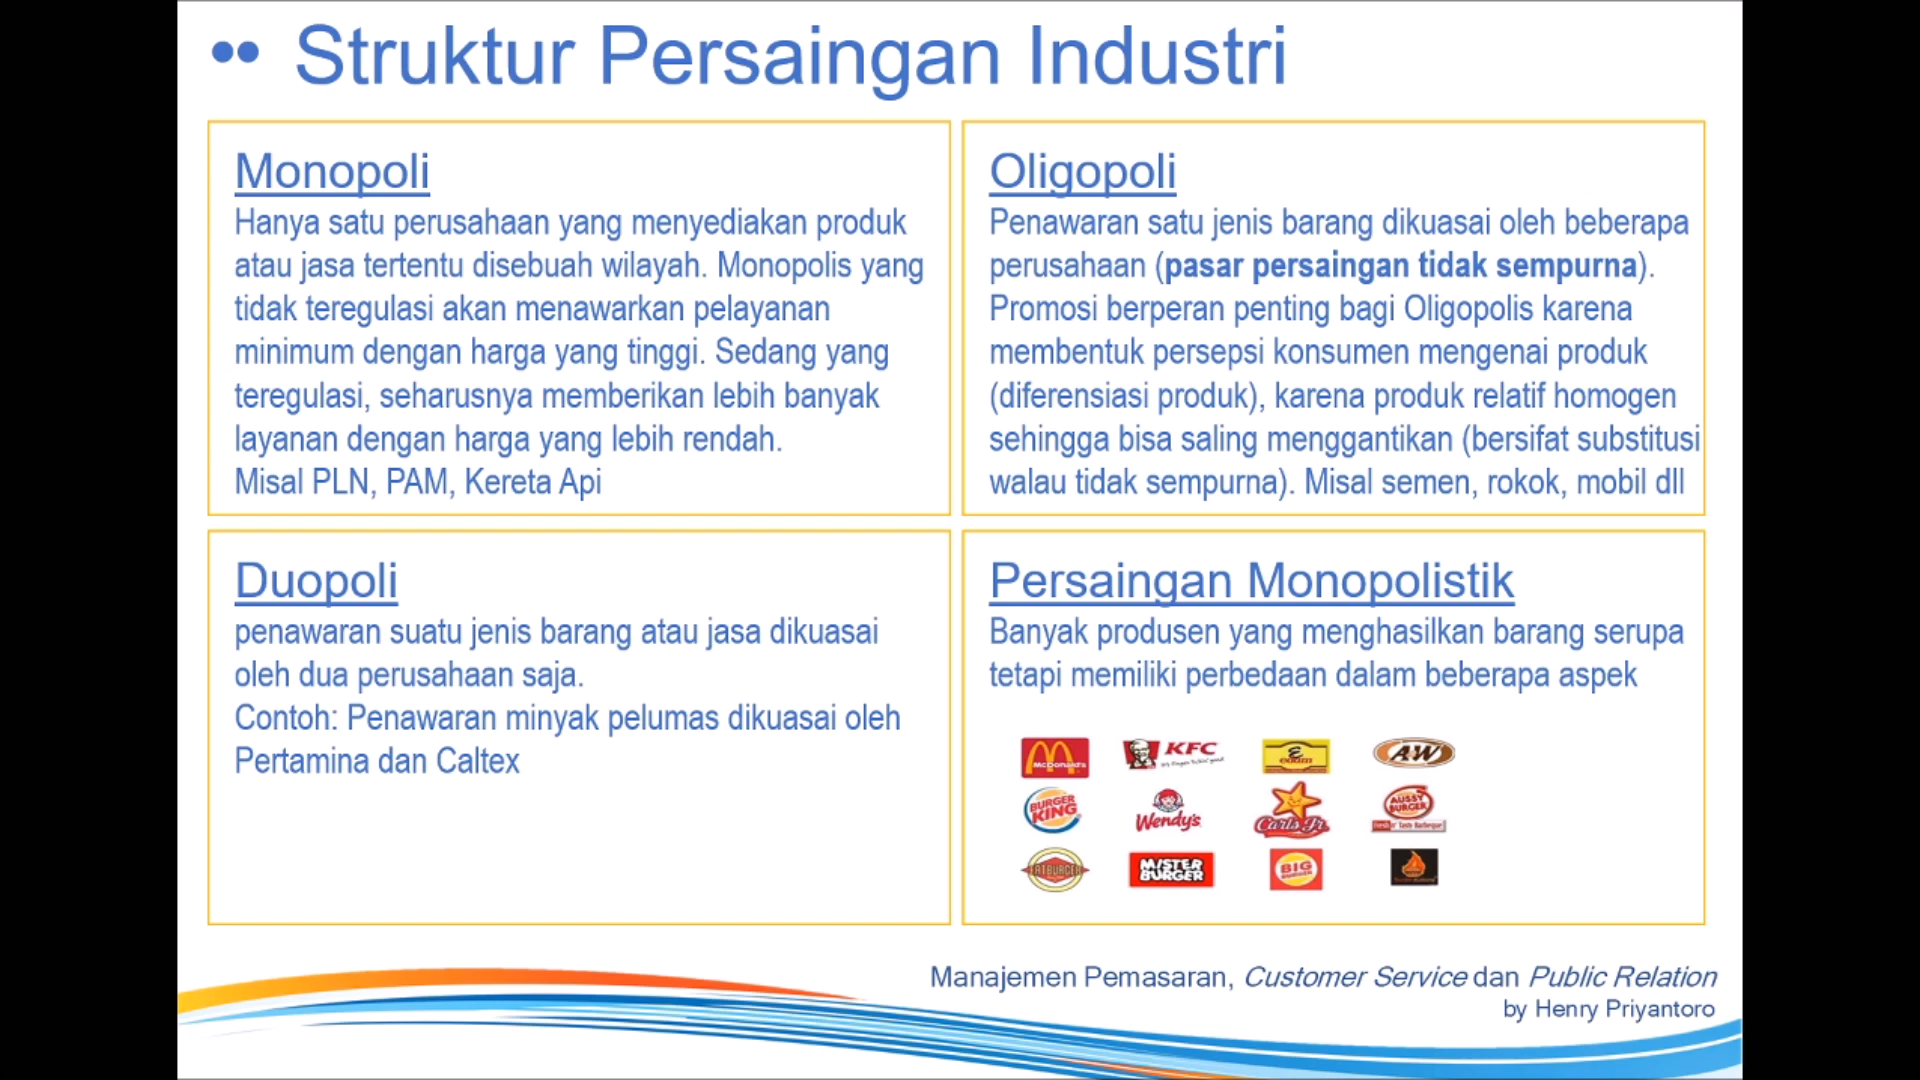 •• Struktur Persaingan Industri
Monopoli
Hanya satu perusahaan yang menyediakan produk
atau jasa tertentu disebuah wilayah. Monopolis yang
tidak teregulasi akan menawarkan pelayanan
minimum dengan harga yang tinggi. Sedang yang
teregulasi, seharusnya memberikan lebih banyak
layanan dengan harga yang lebih rendah.
Misal PLN, PAM, Kereta Api
Oligopoli
Penawaran satu jenis barang dikuasai oleh beberapa
perusahaan (pasar persaingan tidak sempurna).
Promosi berperan penting bagi Oligopolis karena
membentuk persepsi konsumen mengenai produk
(diferensiasi produk), karena produk relatif homogen
sehingga bisa saling menggantikan (bersifat substitusi
walau tidak sempurna). Misal semen, rokok, mobil dll
Duopoli
penawaran suatu jenis barang atau jasa dikuasai
oleh dua perusahaan saja.
Contoh: Penawaran minyak pelumas dikuasai oleh
Pertamina dan Caltex
Persaingan Monopolistik
Banyak produsen yang menghasilkan barang serupa
tetapi memiliki perbedaan dalam beberapa aspek
McDonald's
KFC
A&W
BURGER
KING
Wendy's
Carl's Jr
AUSSY
BURGER
FATBURGER
MISTER
BURGER
BIG
BURGER
Manajemen Pemasaran, Customer Service dan Public Relation
by Henry Priyantoro